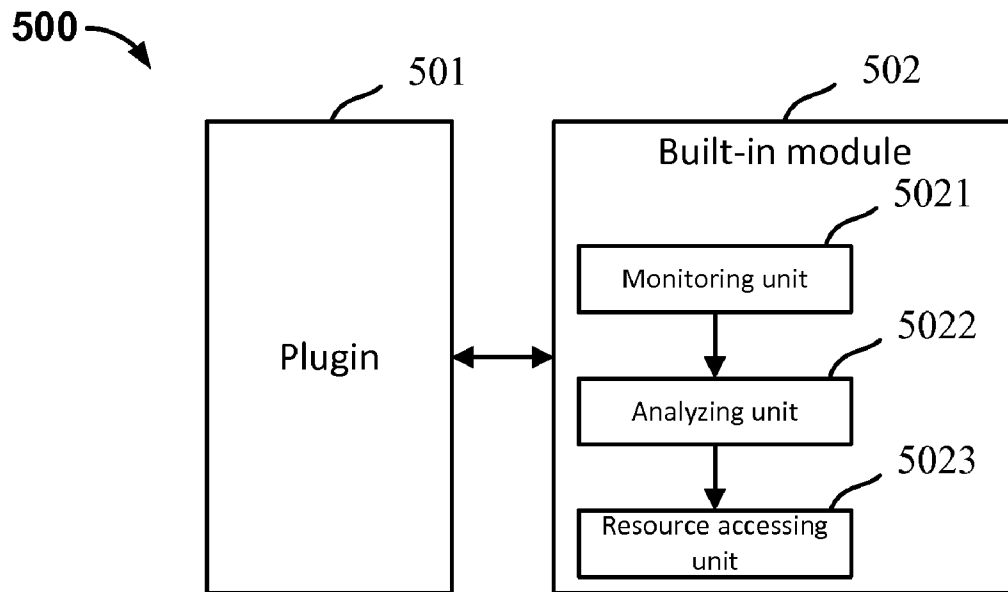 500
501
502
Built-in module
5021
Monitoring unit
5022
Plugin
Analyzing unit
5023
Resource accessing
unit